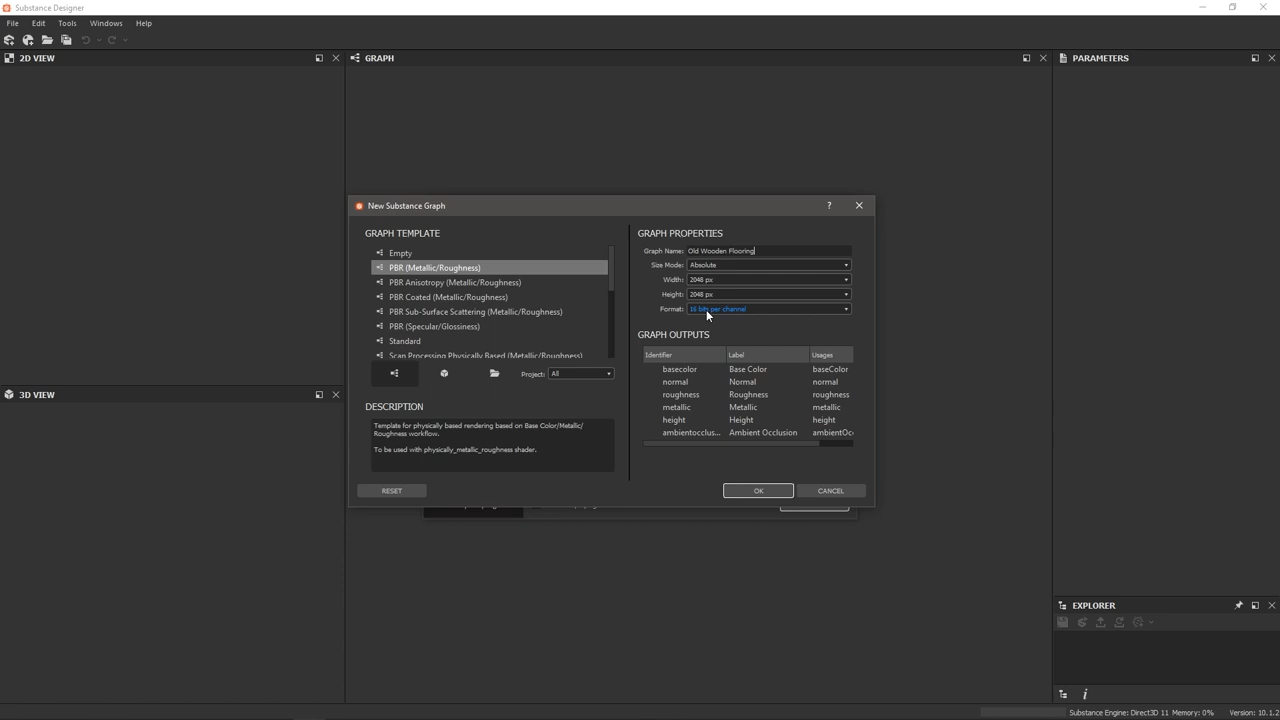 Substance Designer
File Edit Tools Windows Help
2D VIEW
GRAPH
PARAMETERS
New Substance Graph
?
GRAPH TEMPLATE
Empty
PBR (Metallic/Roughness)
PBR Anisotropy (Metallic/Roughness)
PBR Coated (Metallic/Roughness)
PBR Sub-Surface Scattering (Metallic/Roughness)
PBR (Specular/Glossiness)
Standard
Scan Processing Physically Based (Metallic/Roughness)
Project: All
DESCRIPTION
Template for physically based rendering based on Base Color/Metallic/
Roughness workflow.
To be used with physically_metallic_roughness shader.
RESET
GRAPH PROPERTIES
Graph Name: Old Wooden Flooring
Size Mode: Absolute
Width: 2048 px
Height: 2048 px
Format: 16 bits per channel
GRAPH OUTPUTS
Identifier Label Usages
basecolor Base Color baseColor
normal Normal normal
roughness Roughness roughness
metallic Metallic metallic
height Height height
ambientocclus... Ambient Occlusion ambientOc
OK CANCEL
3D VIEW
EXPLORER
Substance Engine: Direct3D 11 Memory: 0% Version: 10.1.2